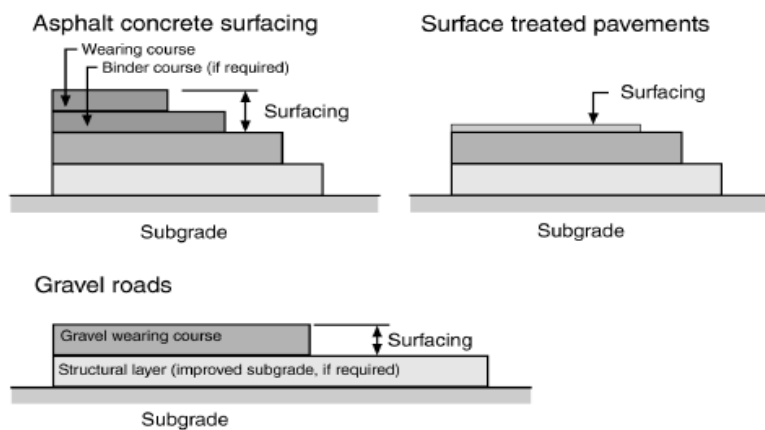 Asphalt concrete surfacing
Wearing course
Binder course (if required)
Surfacing
Subgrade
Surface treated pavements
Surfacing
Subgrade
Gravel roads
Gravel wearing course
Surfacing
Structural layer (improved subgrade, if required)
Subgrade